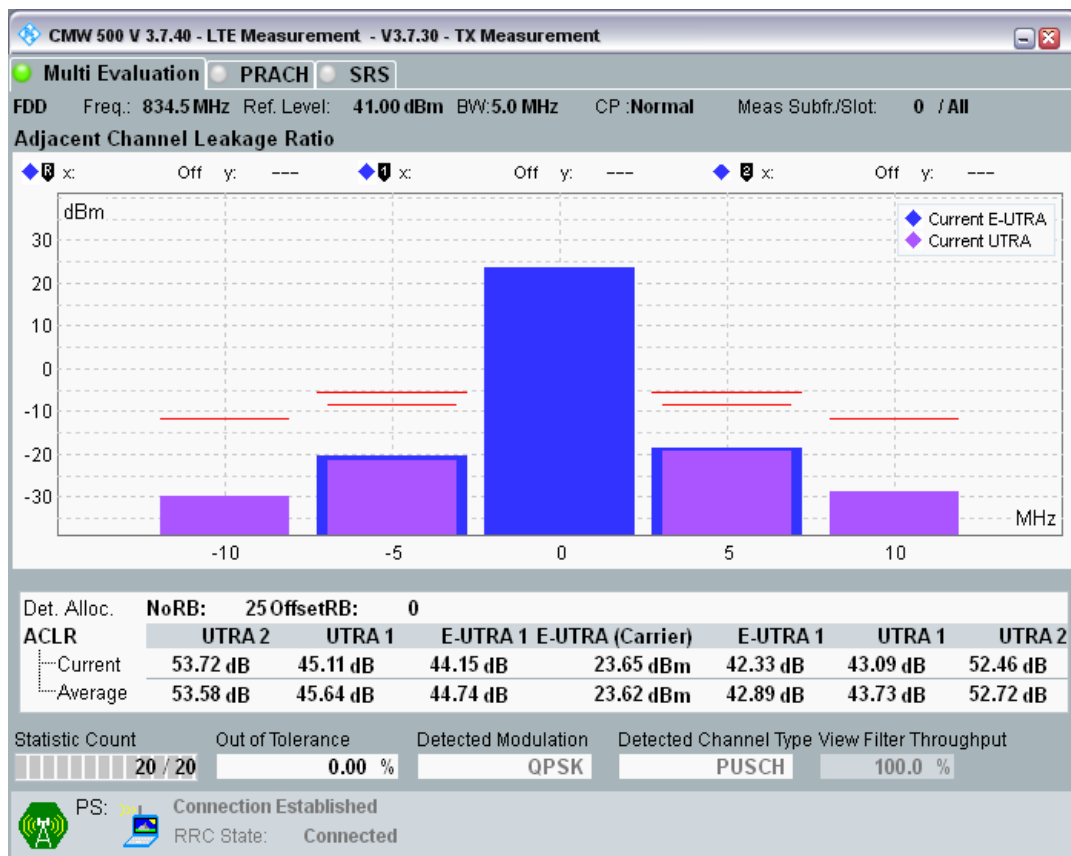 CMW 500 V 3.7.40 - LTE Measurement - V3.7.30 - TX Measurement
Multi Evaluation PRACH SRS
FDD Freq.: 834.5 MHz Ref. Level: 41.00 dBm BW:5.0 MHz CP :Normal Meas Subfr./Slot: 0 / All
Adjacent Channel Leakage Ratio
R x: Off y: --- 1 x: Off y: --- 2 x: Off y: ---
dBm
Current E-UTRA
Current UTRA
30
20
10
0
-10
-20
-30
MHz
-10 -5 0 5 10
Det. Alloc. NoRB: 25 OffsetRB: 0
ACLR UTRA 2 UTRA 1 E-UTRA 1 E-UTRA (Carrier) E-UTRA 1 UTRA 1 UTRA 2
Current 53.72 dB 45.11 dB 44.15 dB 23.65 dBm 42.33 dB 43.09 dB 52.46 dB
Average 53.58 dB 45.64 dB 44.74 dB 23.62 dBm 42.89 dB 43.73 dB 52.72 dB
Statistic Count Out of Tolerance Detected Modulation Detected Channel Type View Filter Throughput
20 / 20 0.00 % QPSK PUSCH 100.0 %
PS: Connection Established
RRC State: Connected